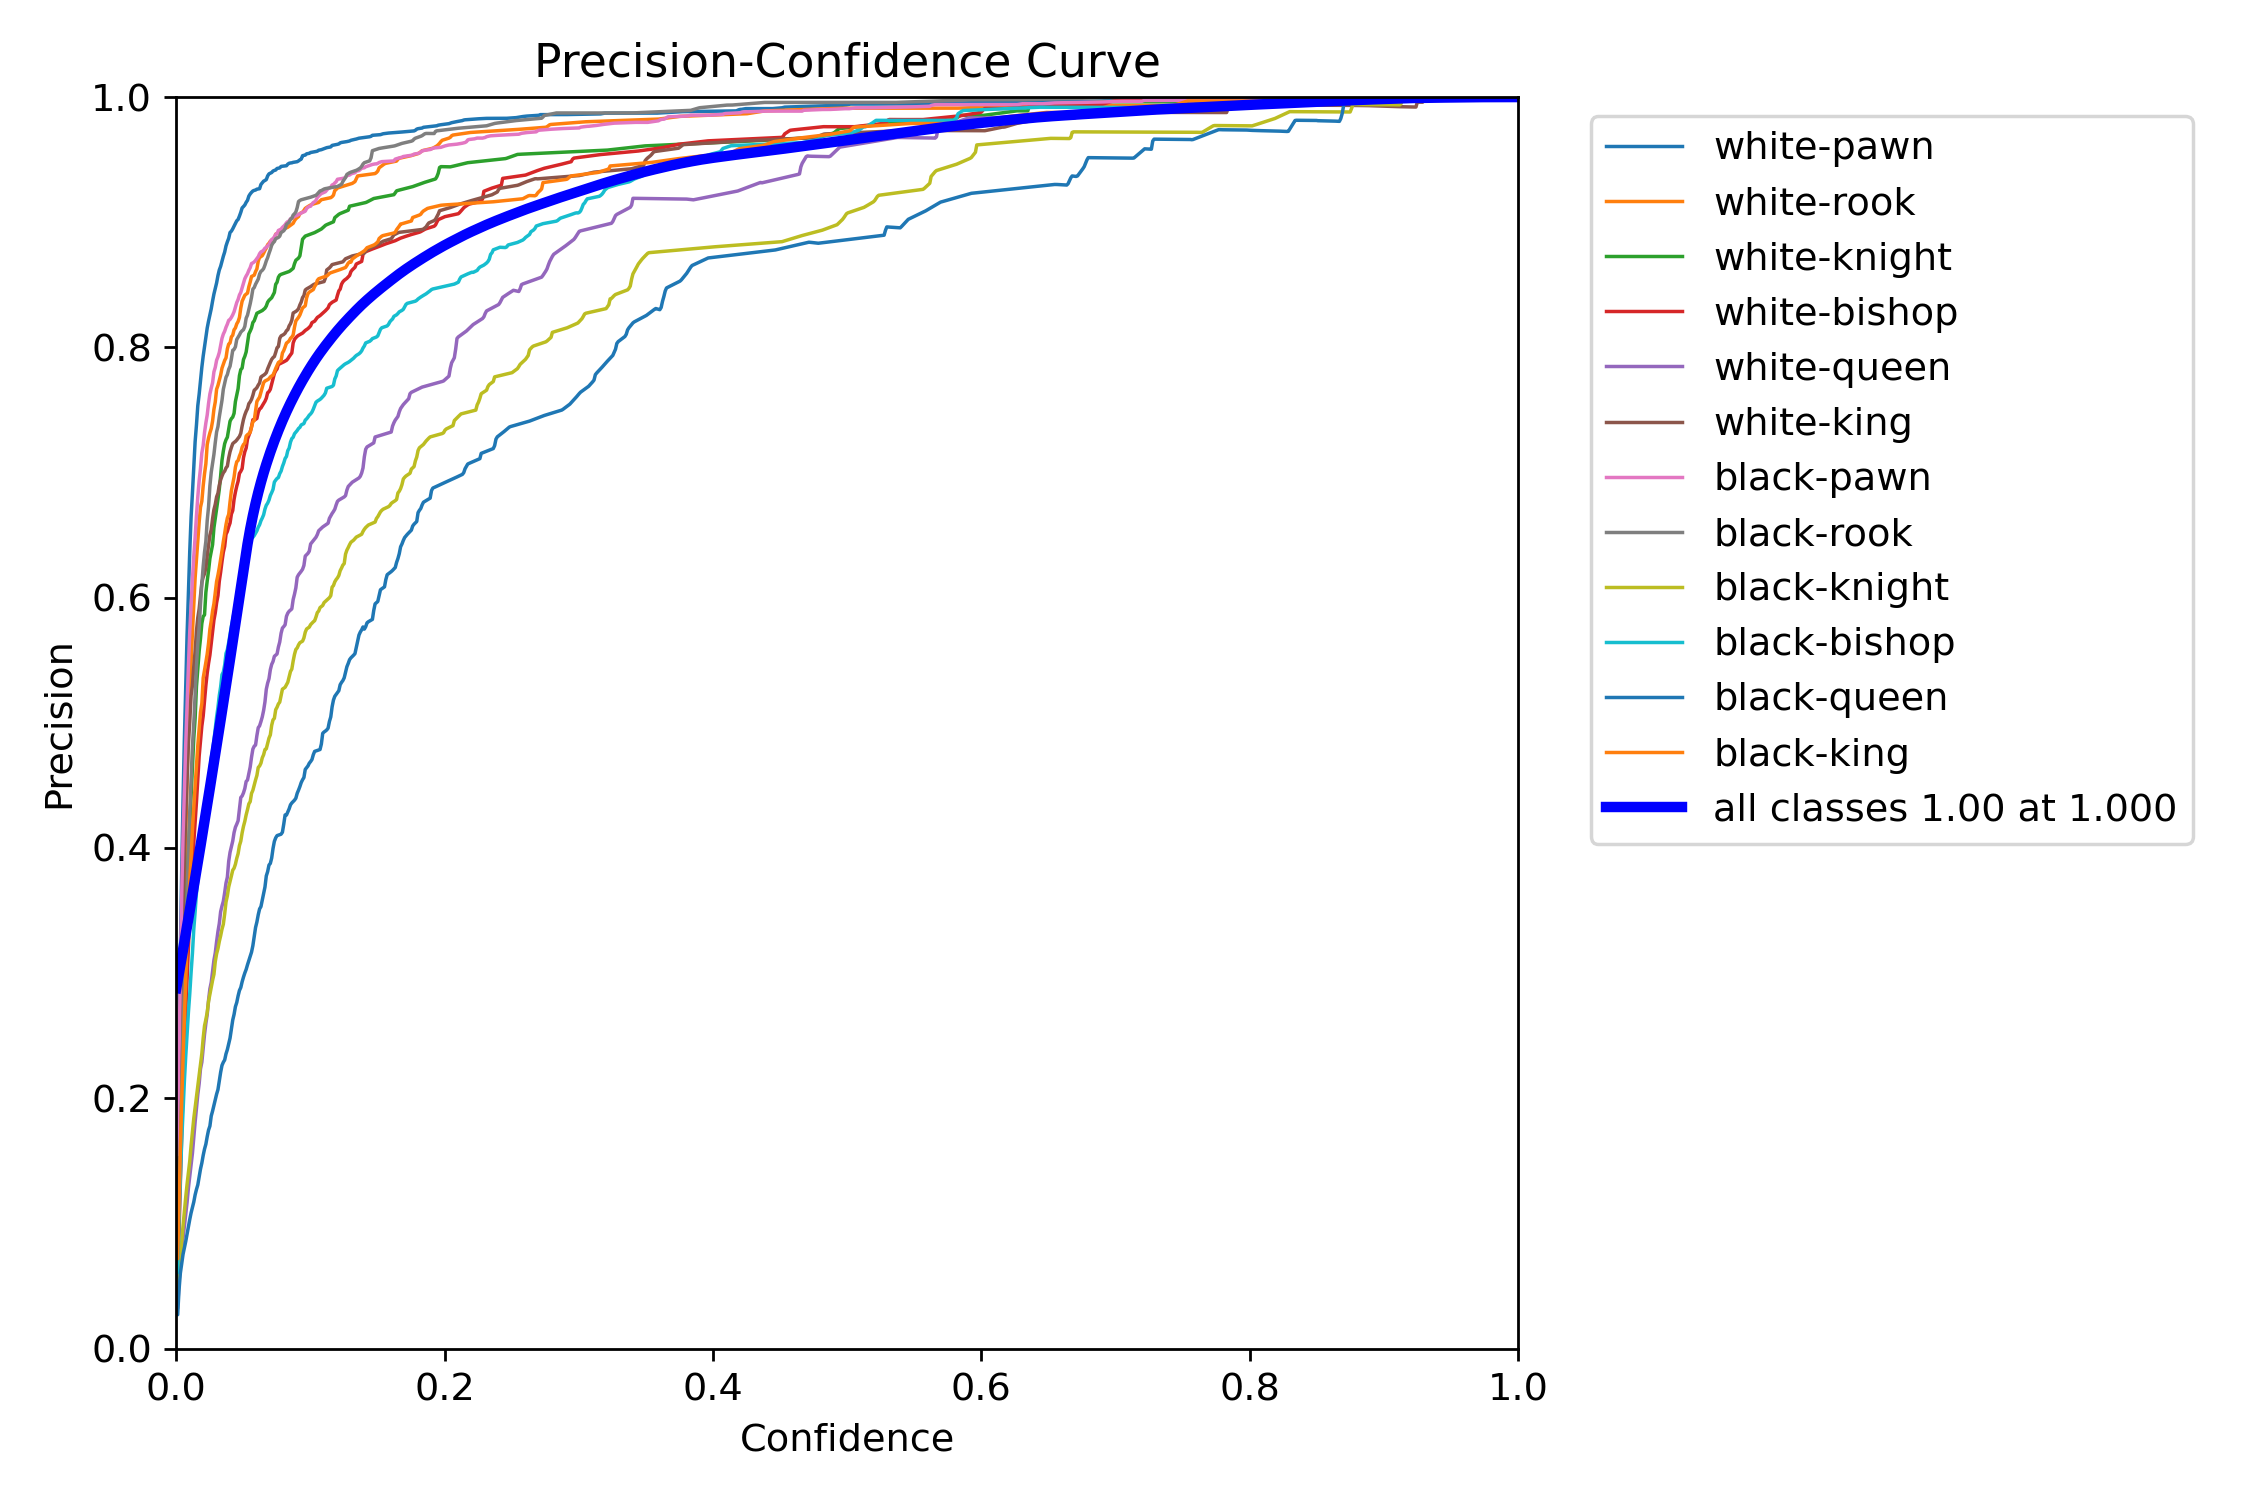 Precision-Confidence Curve
1.0
0.8
0.6
0.4
0.2
0.0
Precision
0.0 0.2 0.4 0.6 0.8 1.0
Confidence
white-pawn
white-rook
white-knight
white-bishop
white-queen
white-king
black-pawn
black-rook
black-knight
black-bishop
black-queen
black-king
all classes 1.00 at 1.000